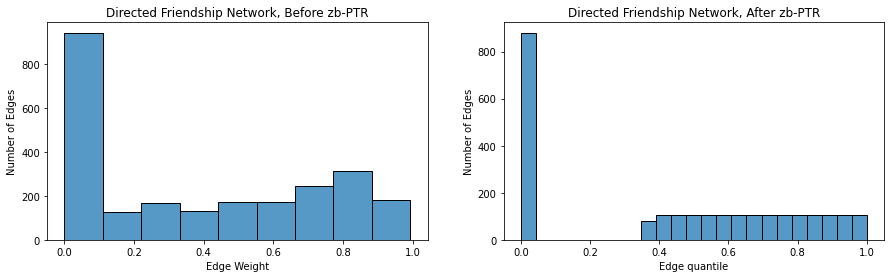 Directed Friendship Network, Before zb-PTR
Number of Edges
800
600
400
200
0
0.0 0.2 0.4 0.6 0.8 1.0
Edge Weight
Directed Friendship Network, After zb-PTR
Number of Edges
800
600
400
200
0
0.0 0.2 0.4 0.6 0.8 1.0
Edge quantile